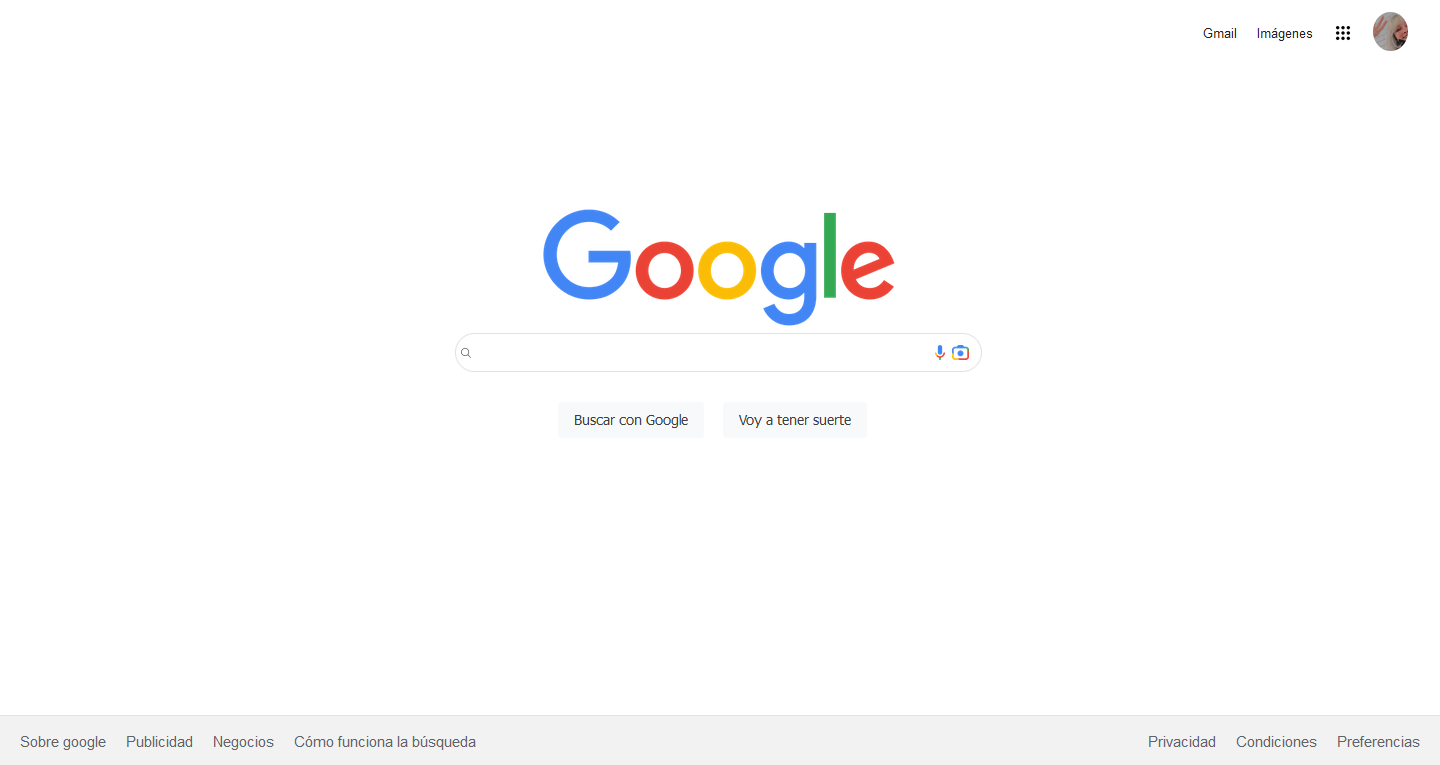 Gmail Imágenes
Google
Buscar con Google Voy a tener suerte
Sobre google Publicidad Negocios Cómo funciona la búsqueda Privacidad Condiciones Preferencias